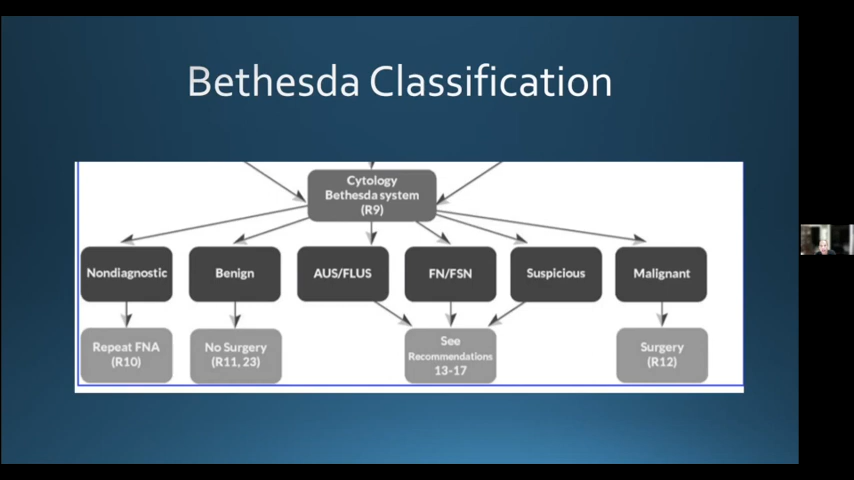 Bethesda Classification
Cytology
Bethesda system
(R9)
Nondiagnostic
Benign
AUS/FLUS
FN/FSN
Suspicious
Malignant
Repeat FNA
(R10)
No Surgery
(R11, 23)
See
Recommendations
13-17
Surgery
(R12)